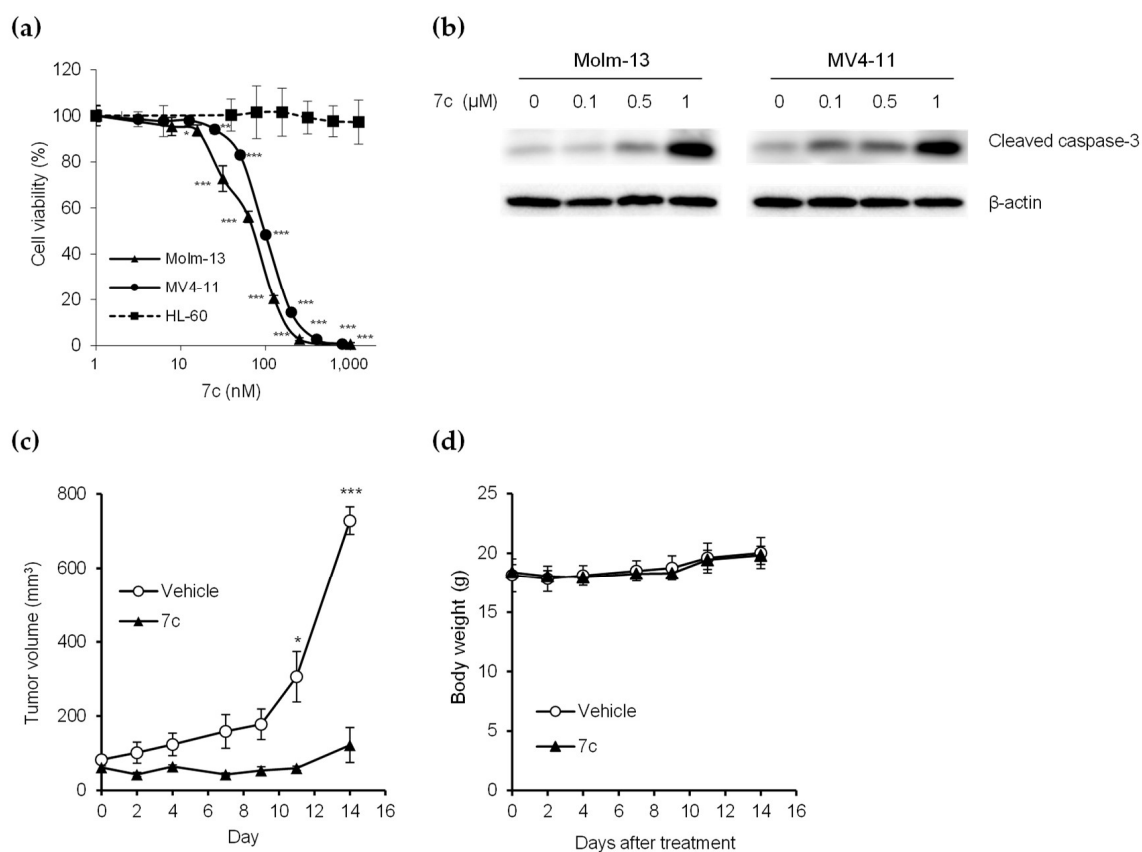 (a)
120
100
80
60
40
20
0
Cell viability (%)
*
**
***
***
***
***
***
***
***
***
***
***
Molm-13
MV4-11
HL-60
1 10 100 1,000
7c (nM)
(b)
Molm-13 MV4-11
7c (µM) 0 0.1 0.5 1 0 0.1 0.5 1
Cleaved caspase-3
β-actin
(c)
800
600
400
200
0
Tumor volume (mm³)
***
*
Vehicle
7c
0 2 4 6 8 10 12 14 16
Day
(d)
25
20
15
10
5
0
Body weight (g)
Vehicle
7c
0 2 4 6 8 10 12 14 16
Days after treatment